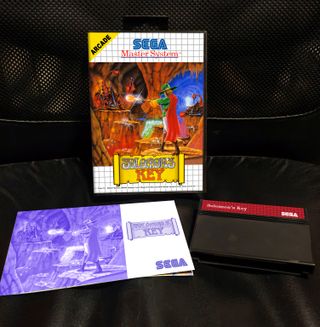 ARCADE
SEGA
Master System
SOLOMON'S
KEY
SOLOMON'S
KEY
SEGA
Solomon's Key
SEGA